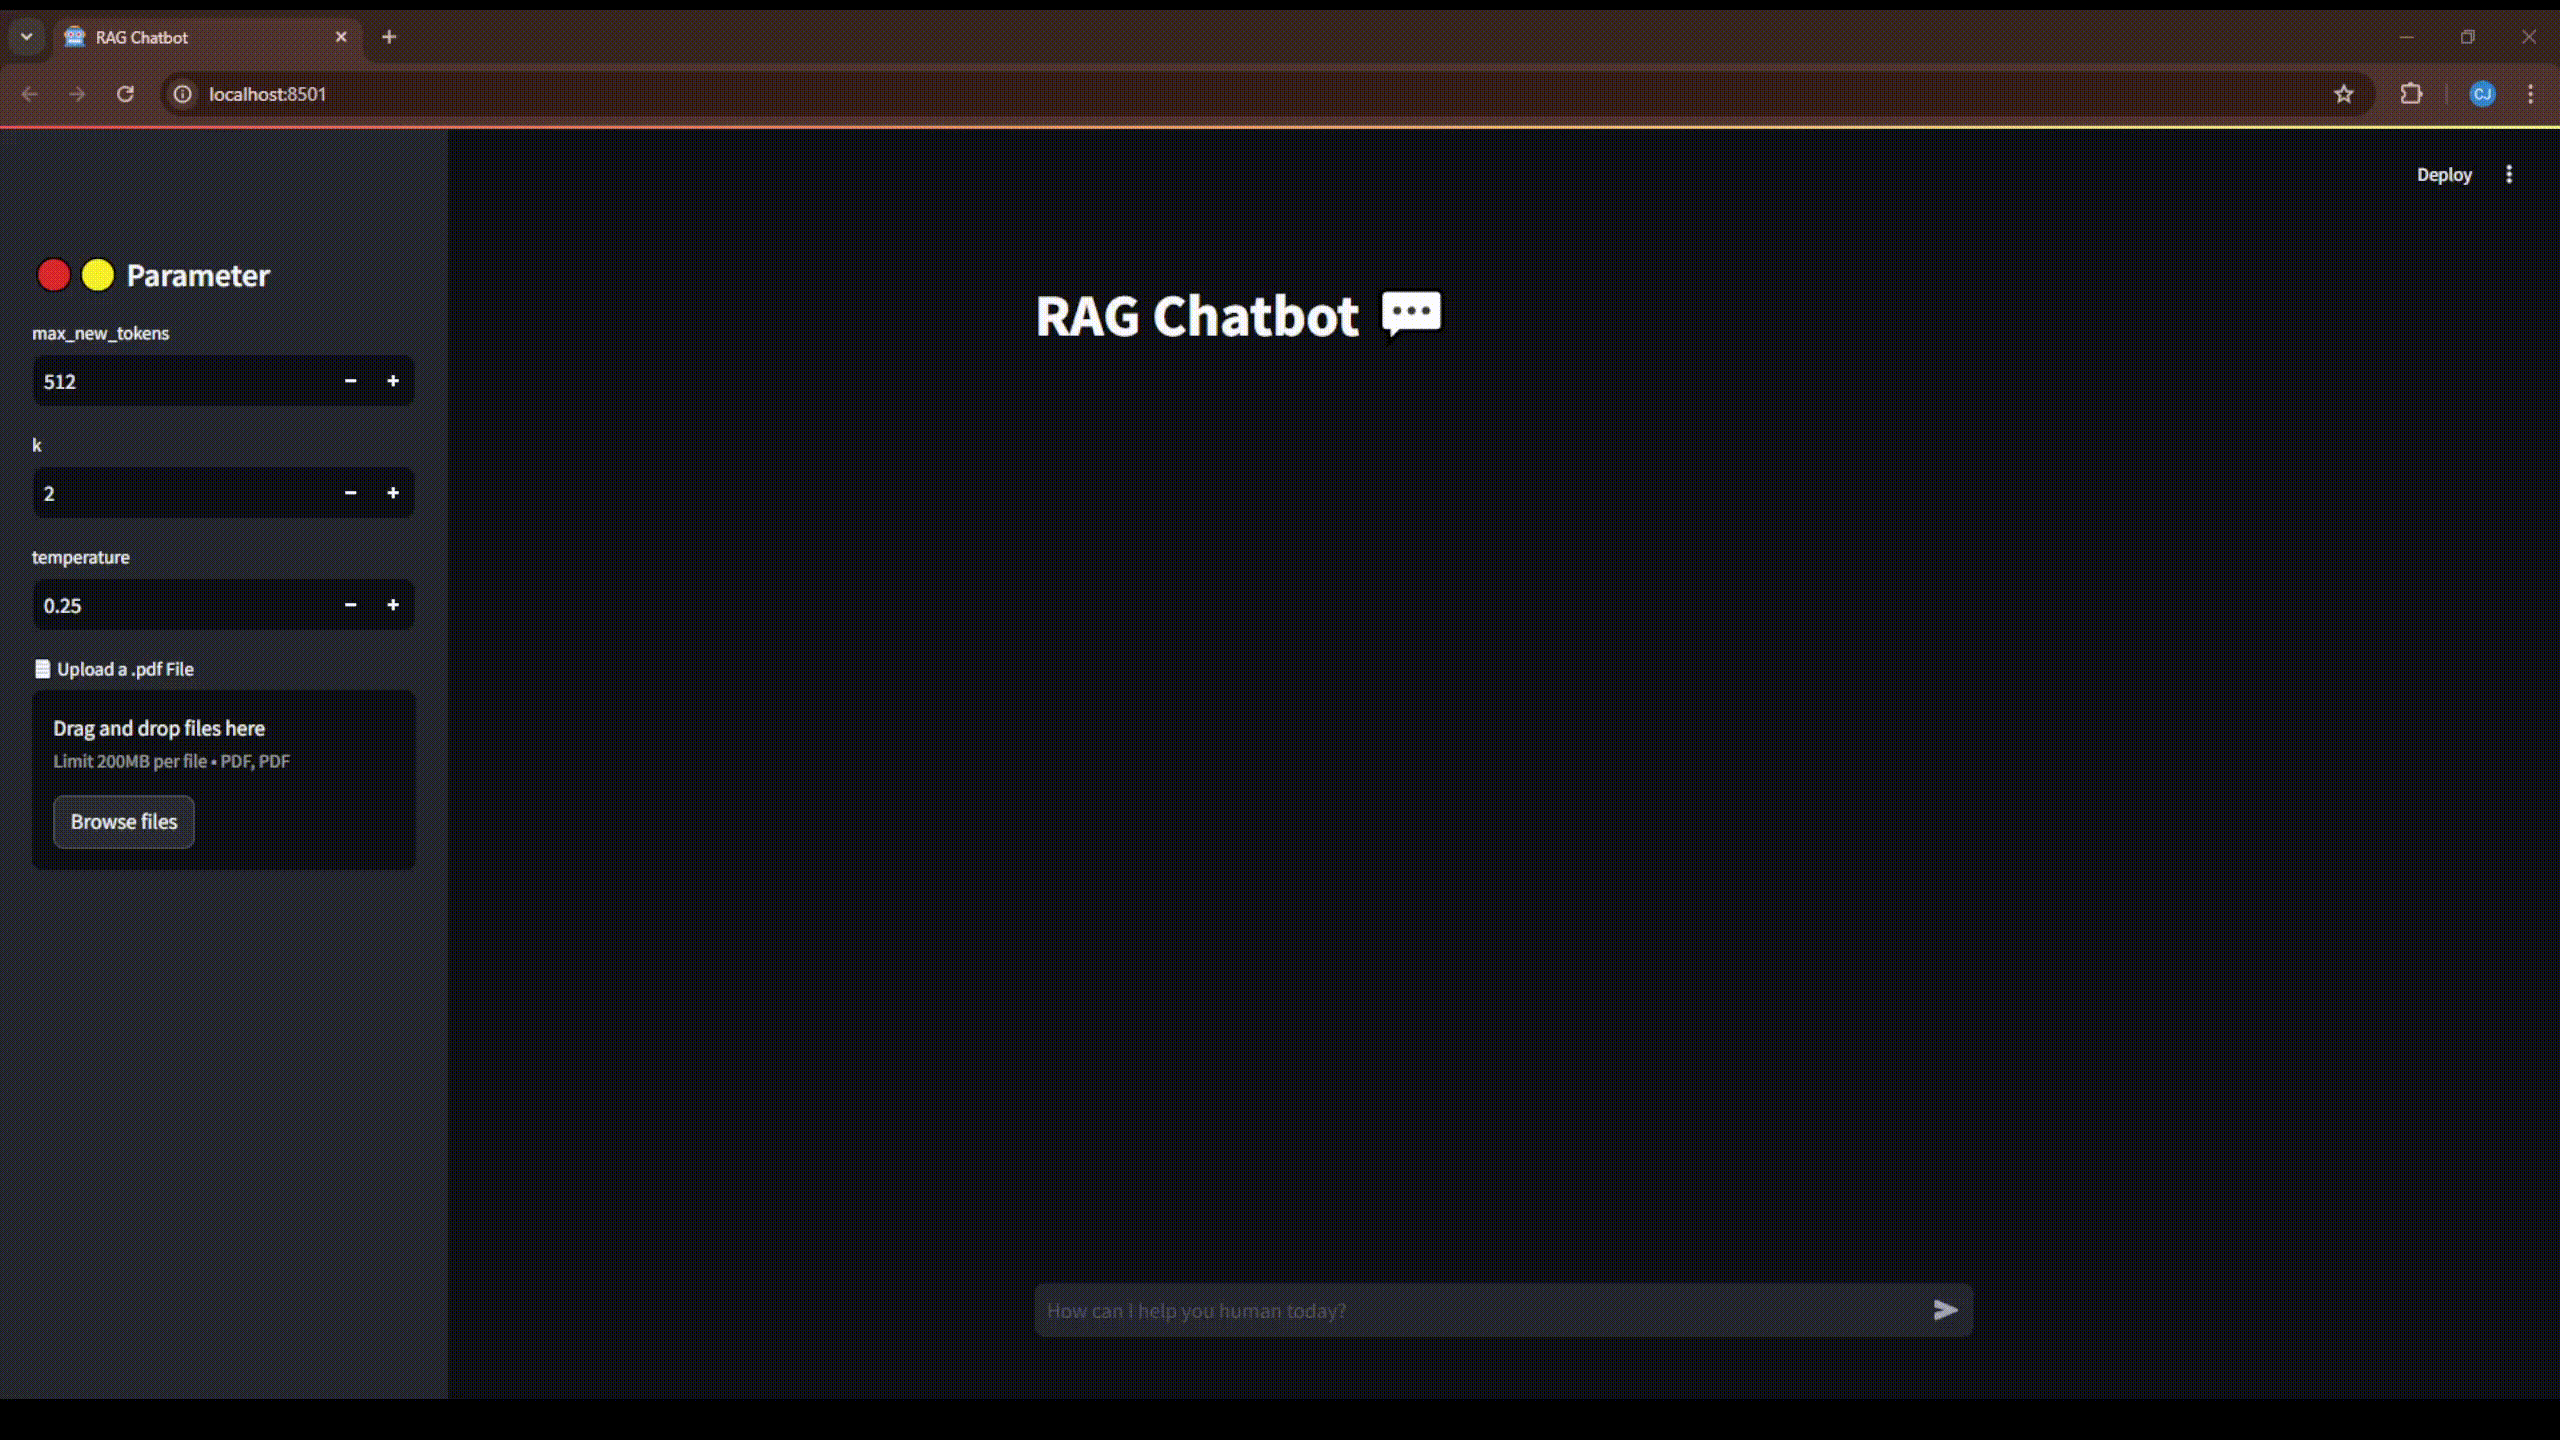 RAG Chatbot
localhost:8501
CJ
Deploy
Parameter
max_new_tokens
512
k
2
temperature
0.25
Upload a .pdf File
Drag and drop files here
Limit 200MB per file • PDF, PDF
Browse files
RAG Chatbot
How can I help you human today?